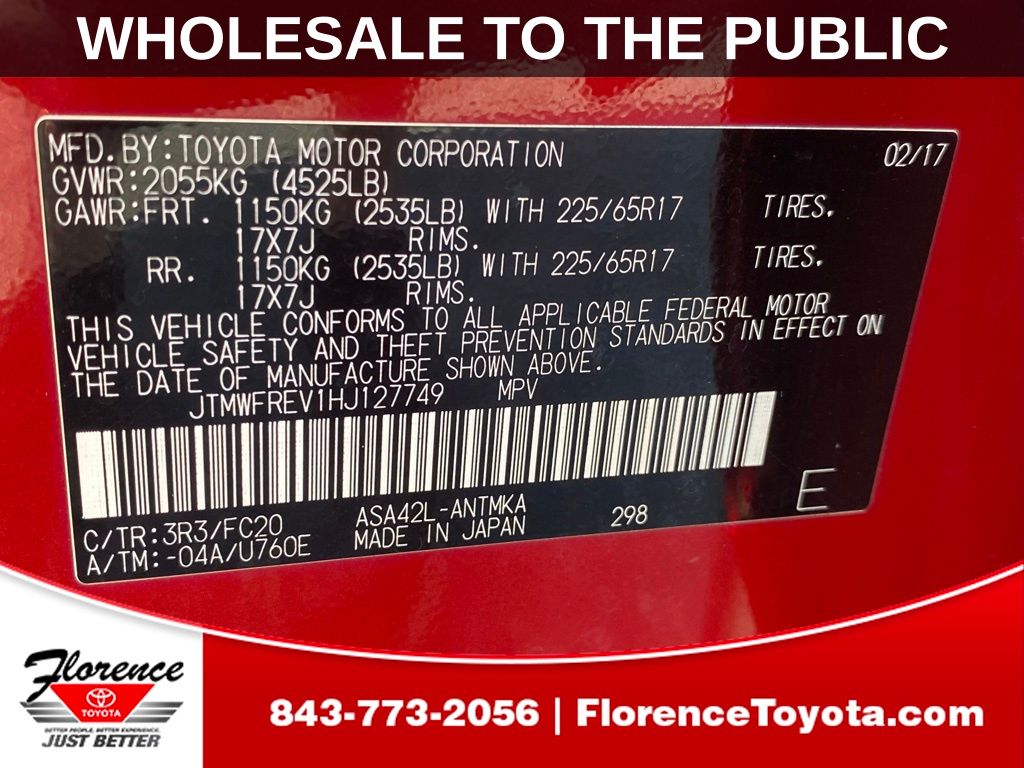 WHOLESALE TO THE PUBLIC
MFD. BY: TOYOTA MOTOR CORPORATION 02/17
GVWR: 2055KG (4525LB)
GAWR: FRT. 1150KG (2535LB) WITH 225/65R17 TIRES.
17X7J RIMS.
RR. 1150KG (2535LB) WITH 225/65R17 TIRES.
17X7J RIMS.
THIS VEHICLE CONFORMS TO ALL APPLICABLE FEDERAL MOTOR
VEHICLE SAFETY AND THEFT PREVENTION STANDARDS IN EFFECT ON
THE DATE OF MANUFACTURE SHOWN ABOVE.
JTMWFREV1HJ127749 MPV
E
C/TR: 3R3/FC20 ASA42L-ANTMKA 298
A/TM: -04A/U760E MADE IN JAPAN
Florence
TOYOTA
BETTER PEOPLE, BETTER EXPERIENCE,
JUST BETTER
843-773-2056 | FlorenceToyota.com